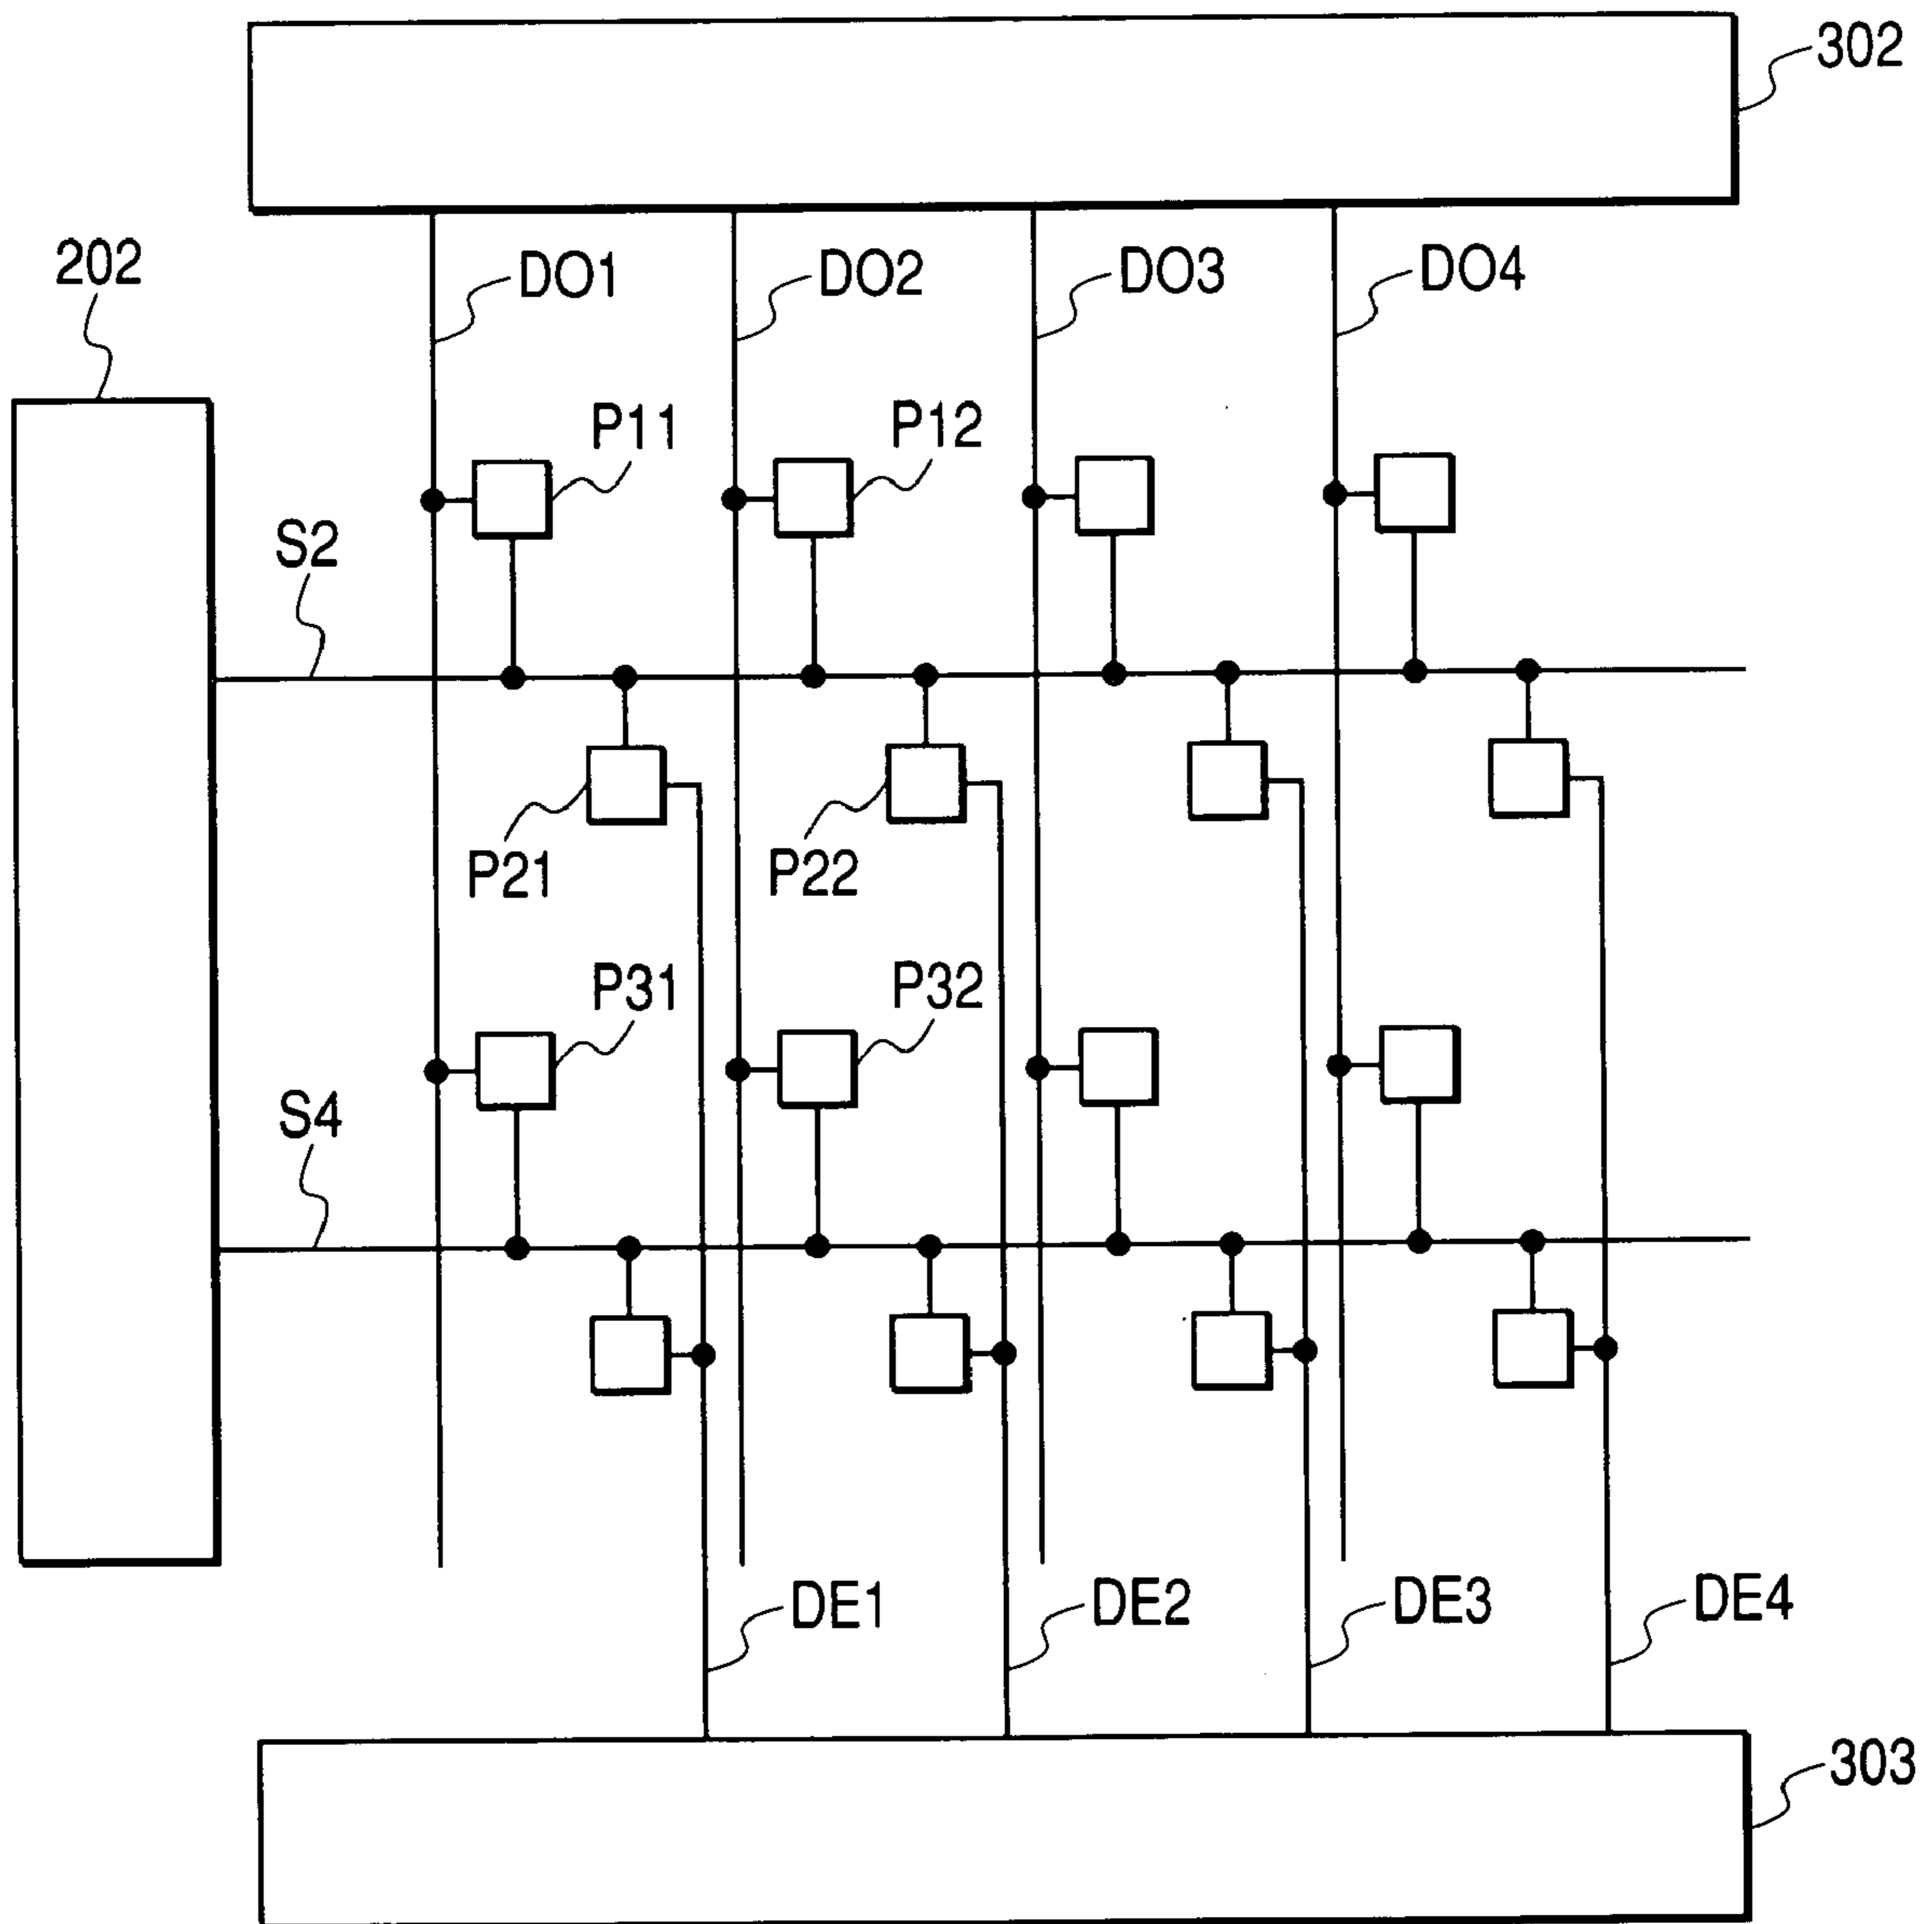 302
202
DO1
DO2
DO3
DO4
P11
P12
S2
P21
P22
P31
P32
S4
DE1
DE2
DE3
DE4
303